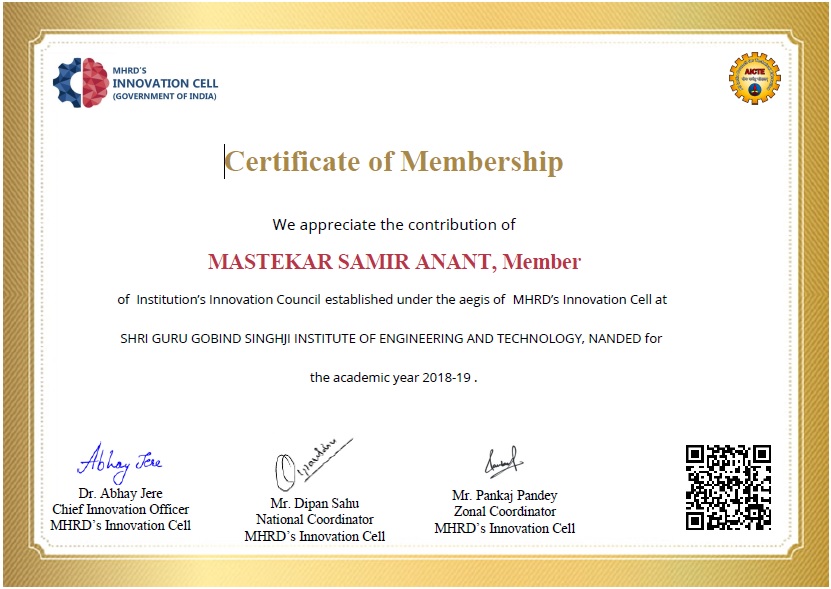 MHRD'S
INNOVATION CELL
(GOVERNMENT OF INDIA)
AICTE
Certificate of Membership
We appreciate the contribution of
MASTEKAR SAMIR ANANT, Member
of Institution's Innovation Council established under the aegis of MHRD's Innovation Cell at
SHRI GURU GOBIND SINGHJI INSTITUTE OF ENGINEERING AND TECHNOLOGY, NANDED for
the academic year 2018-19 .
Abhay Jere
Dr. Abhay Jere
Chief Innovation Officer
MHRD's Innovation Cell
Mr. Dipan Sahu
National Coordinator
MHRD's Innovation Cell
Mr. Pankaj Pandey
Zonal Coordinator
MHRD's Innovation Cell